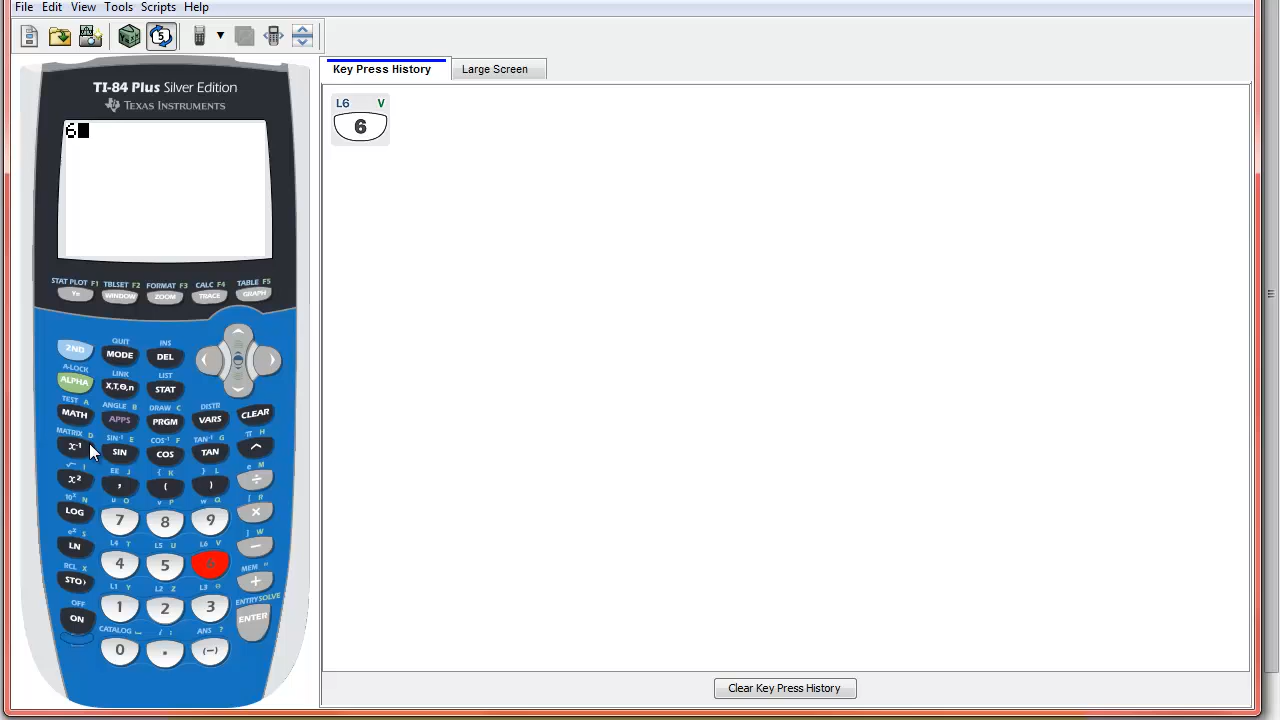 File Edit View Tools Scripts Help
5
Key Press History
Large Screen
TI-84 Plus Silver Edition
TEXAS INSTRUMENTS
6
L6 V
6
STAT PLOT F1 TBLSET F2 FORMAT F3 CALC F4 TABLE F5
Y= WINDOW ZOOM TRACE GRAPH
QUIT INS
2ND MODE DEL
A-LOCK LINK LIST
ALPHA X,T,Θ,n STAT
TEST A ANGLE B DRAW C DISTR
MATH APPS PRGM VARS CLEAR
MATRIX D SIN⁻¹ E COS⁻¹ F TAN⁻¹ G π H
x⁻¹ SIN COS TAN ^
√ I EE J { K } L e M
x² , ( ) ÷
10ˣ N u O v P w Q [ R
LOG 7 8 9 ×
eˣ S L4 T L5 U L6 V ] W
LN 4 5 6 −
RCL X L1 Y L2 Z L3 θ MEM "
STO› 1 2 3 +
OFF CATALOG ⎵ i : ANS ? ENTRY SOLVE
ON 0 . (−) ENTER
Clear Key Press History